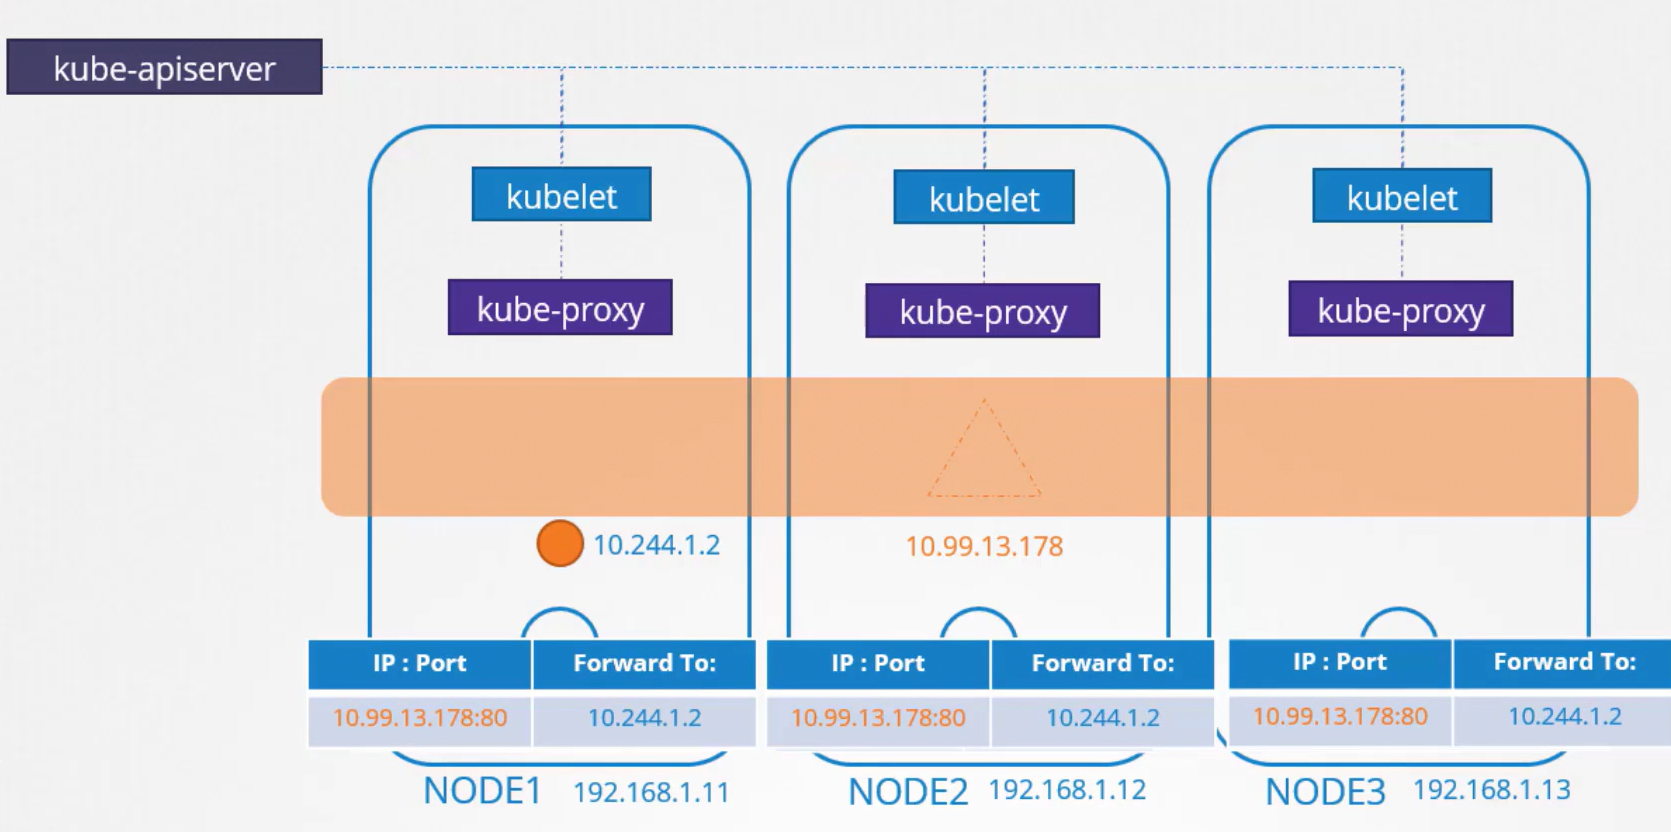 kube-apiserver
kubelet
kubelet
kubelet
kube-proxy
kube-proxy
kube-proxy
10.244.1.2
10.99.13.178
IP : Port
Forward To:
IP : Port
Forward To:
IP : Port
Forward To:
10.99.13.178:80
10.244.1.2
10.99.13.178:80
10.244.1.2
10.99.13.178:80
10.244.1.2
NODE1
192.168.1.11
NODE2
192.168.1.12
NODE3
192.168.1.13